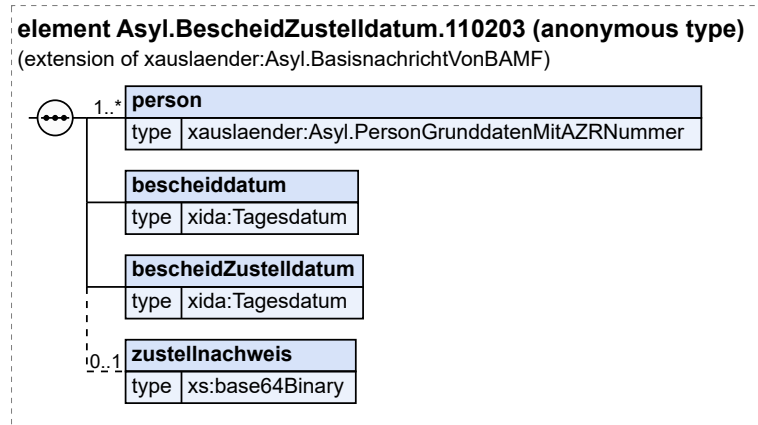 element Asyl.BescheidZustelldatum.110203 (anonymous type)
(extension of xauslaender:Asyl.BasisnachrichtVonBAMF)
1..* person
type xauslaender:Asyl.PersonGrunddatenMitAZRNummer
bescheiddatum
type xida:Tagesdatum
bescheidZustelldatum
type xida:Tagesdatum
0..1 zustellnachweis
type xs:base64Binary